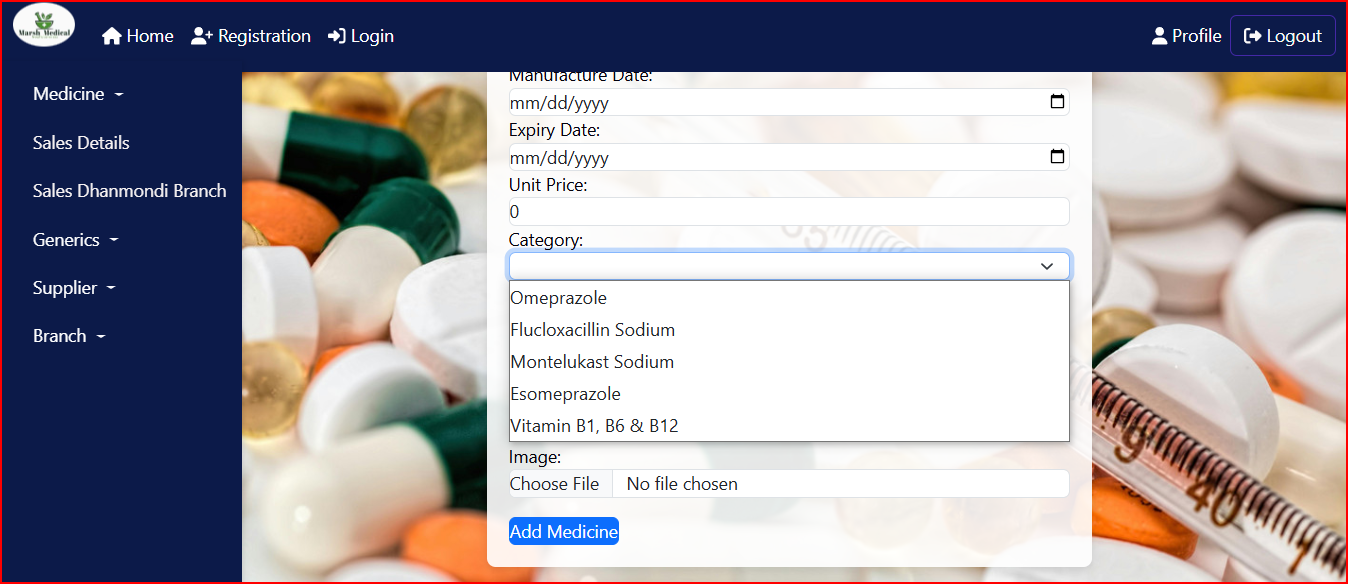 Marsh Medical
Home
Registration
Login
Profile
Logout
Medicine
Sales Details
Sales Dhanmondi Branch
Generics
Supplier
Branch
Manufacture Date:
mm/dd/yyyy
Expiry Date:
mm/dd/yyyy
Unit Price:
0
Category:
Omeprazole
Flucloxacillin Sodium
Montelukast Sodium
Esomeprazole
Vitamin B1, B6 & B12
Image:
Choose File No file chosen
Add Medicine
35
40